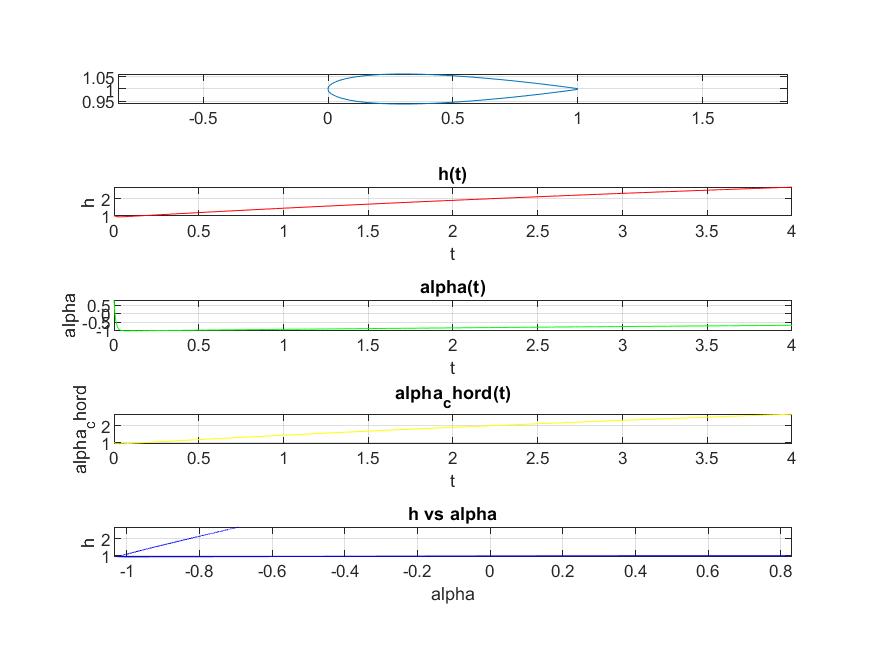 1.05
1
0.95
-0.5 0 0.5 1 1.5
h(t)
h
2
1
0 0.5 1 1.5 2 2.5 3 3.5 4
t
alpha(t)
alpha
0.5
0
-0.5
-1
0 0.5 1 1.5 2 2.5 3 3.5 4
t
alpha_chord(t)
alpha_chord
2
1
0 0.5 1 1.5 2 2.5 3 3.5 4
t
h vs alpha
h
2
1
-1 -0.8 -0.6 -0.4 -0.2 0 0.2 0.4 0.6 0.8
alpha